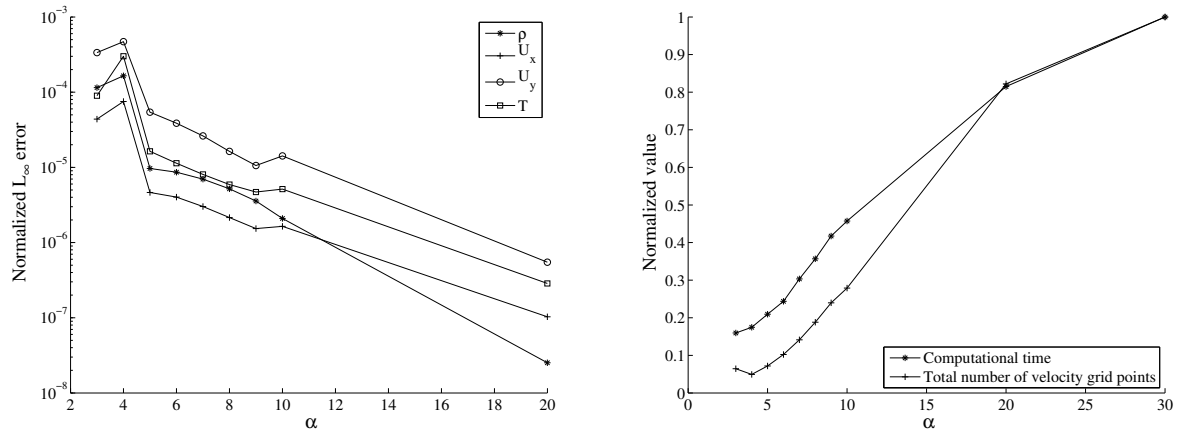 10^-3
10^-4
10^-5
10^-6
10^-7
10^-8
Normalized L_∞ error
2 4 6 8 10 12 14 16 18 20
α
ρ
U_x
U_y
T
1
0.9
0.8
0.7
0.6
0.5
0.4
0.3
0.2
0.1
0
Normalized value
0 5 10 15 20 25 30
α
Computational time
Total number of velocity grid points